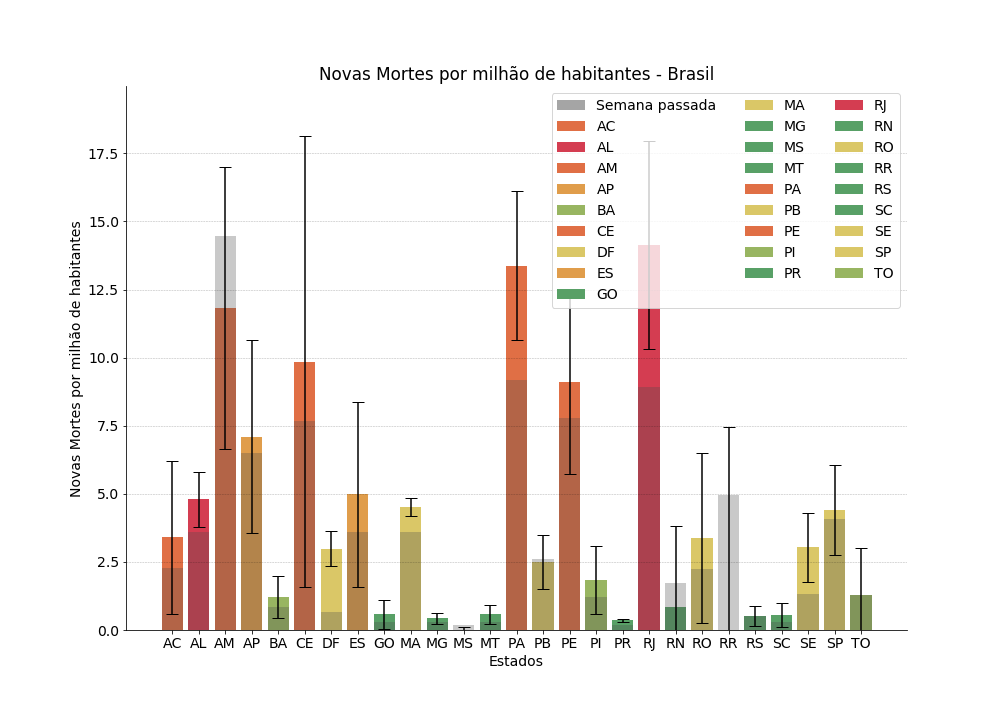 Novas Mortes por milhão de habitantes - Brasil
Novas Mortes por milhão de habitantes
17.5
15.0
12.5
10.0
7.5
5.0
2.5
0.0
Semana passada
AC
AL
AM
AP
BA
CE
DF
ES
GO
MA
MG
MS
MT
PA
PB
PE
PI
PR
RJ
RN
RO
RR
RS
SC
SE
SP
TO
AC AL AM AP BA CE DF ES GO MA MG MS MT PA PB PE PI PR RJ RN RO RR RS SC SE SP TO
Estados